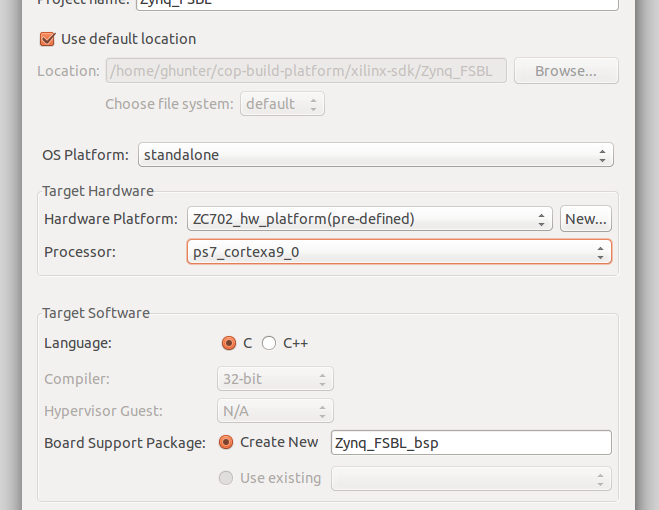 Project name: Zynq_FSBL
Use default location
Location: /home/ghunter/cop-build-platform/xilinx-sdk/Zynq_FSBL Browse...
Choose file system: default
OS Platform: standalone
Target Hardware
Hardware Platform: ZC702_hw_platform(pre-defined) New...
Processor: ps7_cortexa9_0
Target Software
Language: C C++
Compiler: 32-bit
Hypervisor Guest: N/A
Board Support Package: Create New Zynq_FSBL_bsp
Use existing